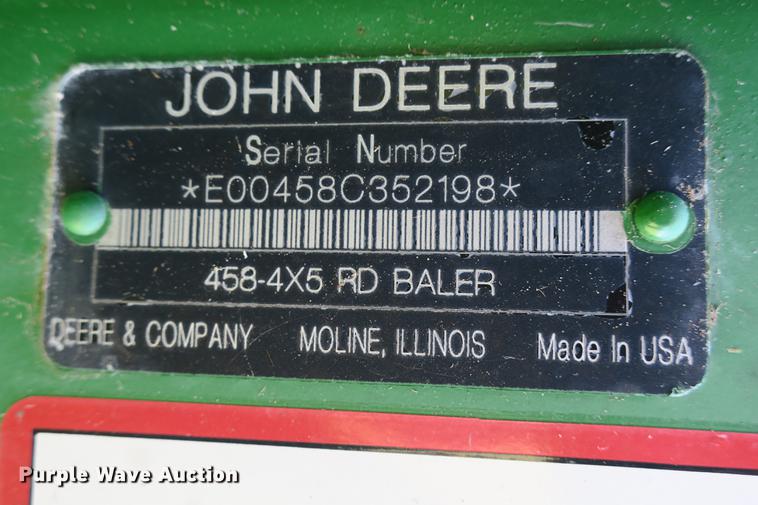 JOHN DEERE
Serial Number
*E00458C352198*
458-4X5 RD BALER
DEERE & COMPANY MOLINE, ILLINOIS Made In USA
Purple Wave Auction